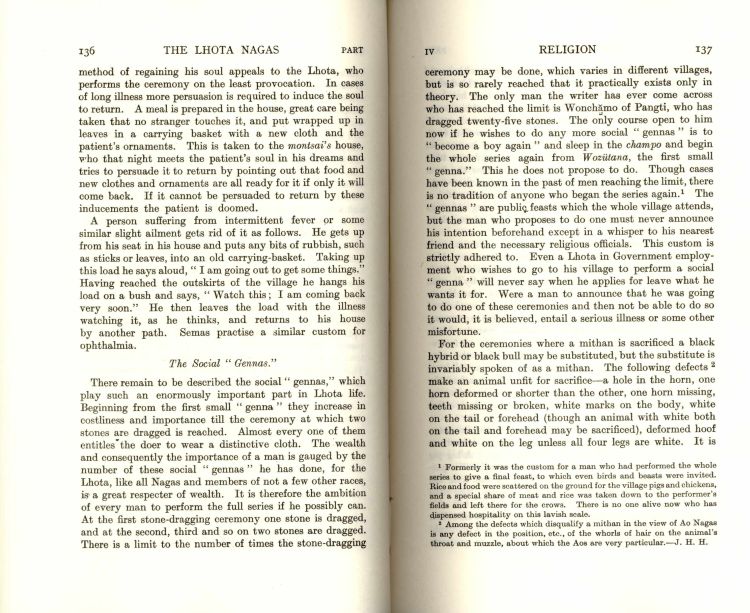 136 THE LHOTA NAGAS PART
method of regaining his soul appeals to the Lhota, who
performs the ceremony on the least provocation. In cases
of long illness more persuasion is required to induce the soul
to return. A meal is prepared in the house, great care being
taken that no stranger touches it, and put wrapped up in
leaves in a carrying basket with a new cloth and the
patient's ornaments. This is taken to the montsai's house,
who that night meets the patient's soul in his dreams and
tries to persuade it to return by pointing out that food and
new clothes and ornaments are all ready for it if only it will
come back. If it cannot be persuaded to return by these
inducements the patient is doomed.
A person suffering from intermittent fever or some
similar slight ailment gets rid of it as follows. He gets up
from his seat in his house and puts any bits of rubbish, such
as sticks or leaves, into an old carrying-basket. Taking up
this load he says aloud, " I am going out to get some things."
Having reached the outskirts of the village he hangs his
load on a bush and says, " Watch this ; I am coming back
very soon." He then leaves the load with the illness
watching it, as he thinks, and returns to his house
by another path. Semas practise a similar custom for
ophthalmia.
The Social " Gennas."
There remain to be described the social " gennas," which
play such an enormously important part in Lhota life.
Beginning from the first small " genna " they increase in
costliness and importance till the ceremony at which two
stones are dragged is reached. Almost every one of them
entitles the doer to wear a distinctive cloth. The wealth
and consequently the importance of a man is gauged by the
number of these social " gennas " he has done, for the
Lhota, like all Nagas and members of not a few other races,
is a great respecter of wealth. It is therefore the ambition
of every man to perform the full series if he possibly can.
At the first stone-dragging ceremony one stone is dragged,
and at the second, third and so on two stones are dragged.
There is a limit to the number of times the stone-dragging
IV RELIGION 137
ceremony may be done, which varies in different villages,
but is so rarely reached that it practically exists only in
theory. The only man the writer has ever come across
who has reached the limit is Wonchămo of Pangti, who has
dragged twenty-five stones. The only course open to him
now if he wishes to do any more social " gennas " is to
" become a boy again " and sleep in the champo and begin
the whole series again from Wozütana, the first small
" genna." This he does not propose to do. Though cases
have been known in the past of men reaching the limit, there
is no tradition of anyone who began the series again.¹ The
" gennas " are public feasts which the whole village attends,
but the man who proposes to do one must never announce
his intention beforehand except in a whisper to his nearest
friend and the necessary religious officials. This custom is
strictly adhered to. Even a Lhota in Government employ-
ment who wishes to go to his village to perform a social
" genna " will never say when he applies for leave what he
wants it for. Were a man to announce that he was going
to do one of these ceremonies and then not be able to do so
it would, it is believed, entail a serious illness or some other
misfortune.
For the ceremonies where a mithan is sacrificed a black
hybrid or black bull may be substituted, but the substitute is
invariably spoken of as a mithan. The following defects ²
make an animal unfit for sacrifice—a hole in the horn, one
horn deformed or shorter than the other, one horn missing,
teeth missing or broken, white marks on the body, white
on the tail or forehead (though an animal with white both
on the tail and forehead may be sacrificed), deformed hoof
and white on the leg unless all four legs are white. It is
¹ Formerly it was the custom for a man who had performed the whole
series to give a final feast, to which even birds and beasts were invited.
Rice and food were scattered on the ground for the village pigs and chickens,
and a special share of meat and rice was taken down to the performer's
fields and left there for the crows. There is no one alive now who has
dispensed hospitality on this lavish scale.
² Among the defects which disqualify a mithan in the view of Ao Nagas
is any defect in the position, etc., of the whorls of hair on the animal's
throat and muzzle, about which the Aos are very particular.—J. H. H.